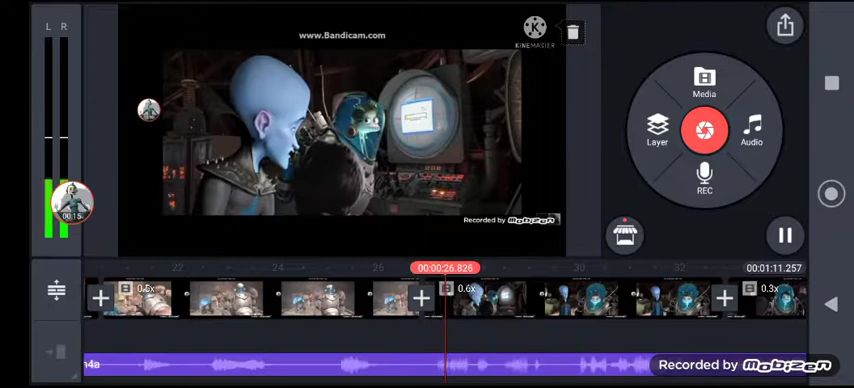 L R
www.Bandicam.com
KINEMASTER
Media
Layer
Audio
REC
00:15
Recorded by Mobizen
22
24
26
00:00:26.826
30
32
00:01:11.257
0.5x
0.6x
0.3x
m4a
Recorded by Mobizen